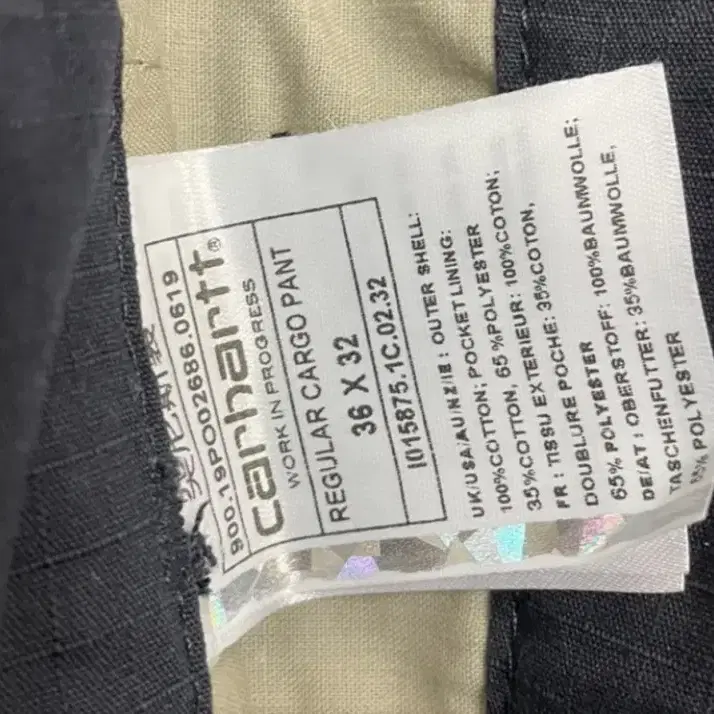 900.19PO02686.0619
carhartt®
WORK IN PROGRESS
REGULAR CARGO PANT
36 X 32
I015875.1C.02.32
UK/USA/AU/NZ/IE : OUTER SHELL:
100%COTTON; POCKET LINING:
35%COTTON, 65 %POLYESTER
FR : TISSU EXTERIEUR: 100%COTON;
DOUBLURE POCHE: 35%COTON,
65% POLYESTER
DE/AT : OBERSTOFF: 100%BAUMWOLLE;
TASCHENFUTTER: 35%BAUMWOLLE,
65% POLYESTER